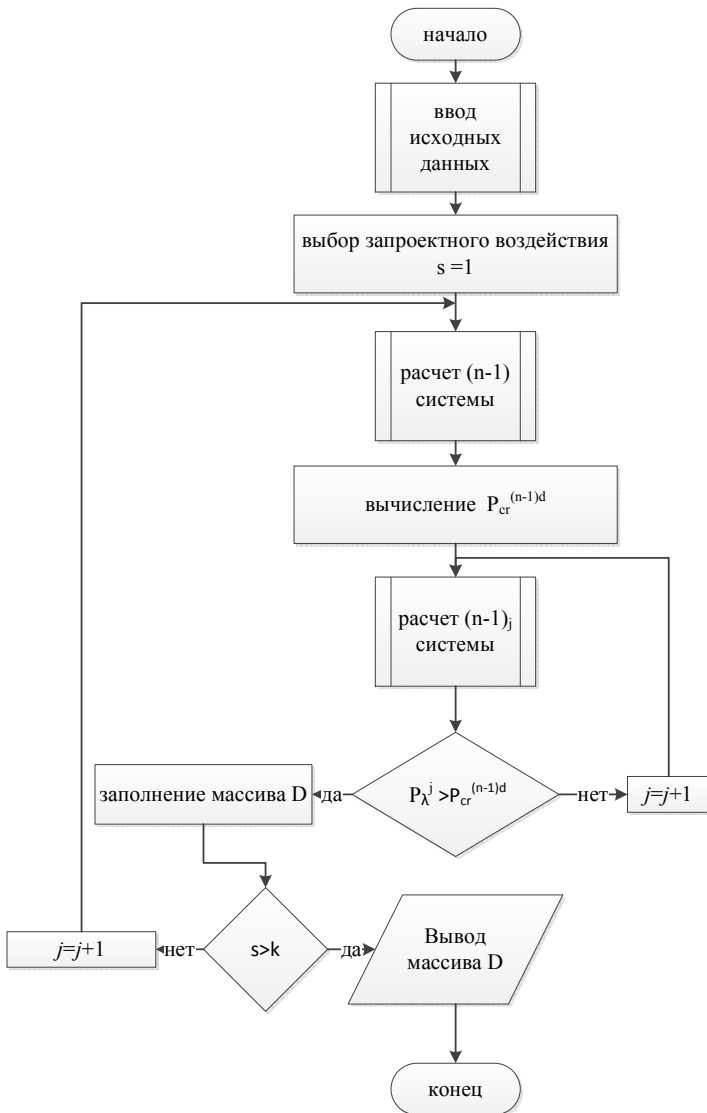 начало
ввод
исходных
данных
выбор запроектного воздействия
s =1
расчет (n-1)
системы
вычисление P_cr^(n-1)d
расчет (n-1)_j
системы
заполнение массива D
да
P_λ^j >P_cr^(n-1)d
нет
j=j+1
j=j+1
нет
s>k
да
Вывод
массива D
конец